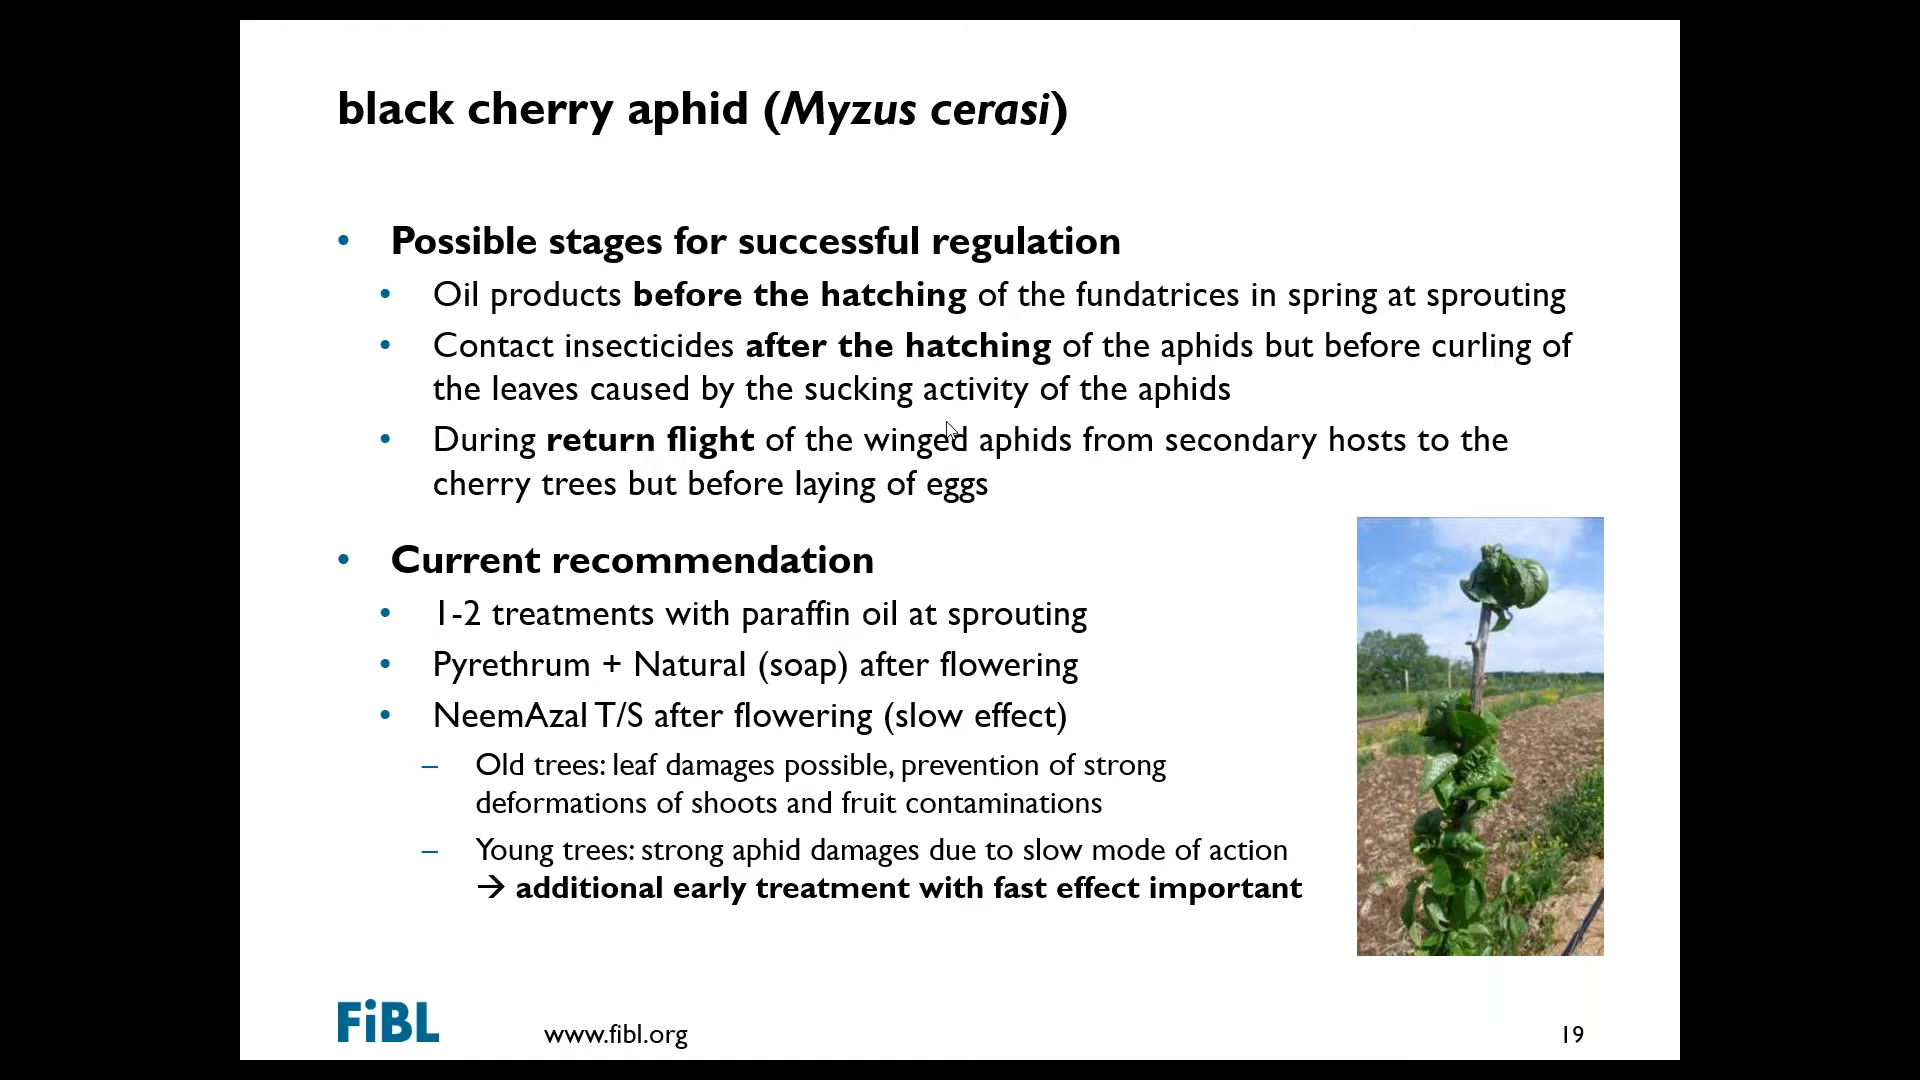 black cherry aphid (Myzus cerasi)
• Possible stages for successful regulation
• Oil products before the hatching of the fundatrices in spring at sprouting
• Contact insecticides after the hatching of the aphids but before curling of
the leaves caused by the sucking activity of the aphids
• During return flight of the winged aphids from secondary hosts to the
cherry trees but before laying of eggs
• Current recommendation
• 1-2 treatments with paraffin oil at sprouting
• Pyrethrum + Natural (soap) after flowering
• NeemAzal T/S after flowering (slow effect)
– Old trees: leaf damages possible, prevention of strong
deformations of shoots and fruit contaminations
– Young trees: strong aphid damages due to slow mode of action
→ additional early treatment with fast effect important
FiBL
www.fibl.org
19